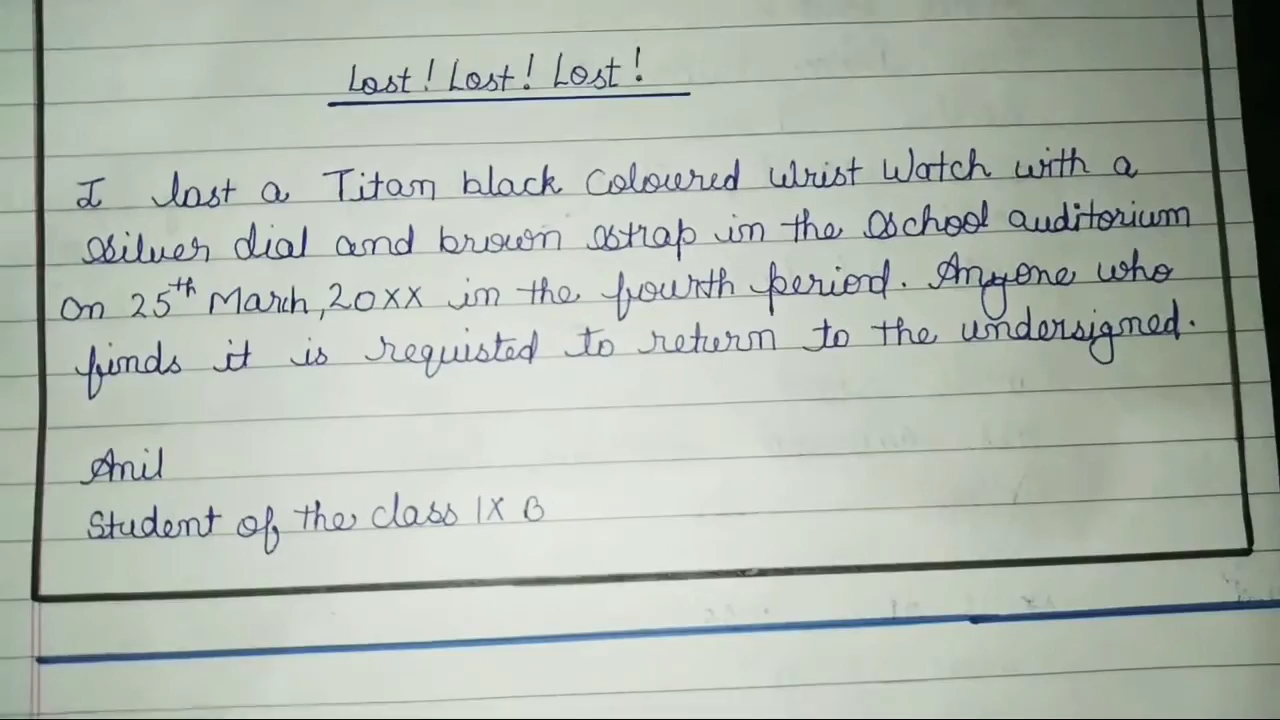 Lost! Lost! Lost!
I lost a Titan black coloured wrist watch with a
silver dial and brown strap in the school auditorium
on 25th March, 20XX in the fourth period. Anyone who
finds it is requisted to return to the undersigned.
Anil
Student of the class IX B